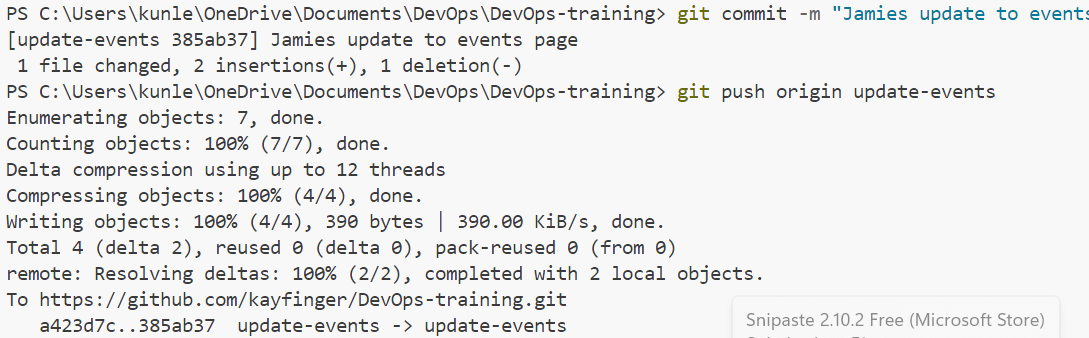 PS C:\Users\kunle\OneDrive\Documents\DevOps\DevOps-training> git commit -m "Jamies update to events
[update-events 385ab37] Jamies update to events page
 1 file changed, 2 insertions(+), 1 deletion(-)
PS C:\Users\kunle\OneDrive\Documents\DevOps\DevOps-training> git push origin update-events
Enumerating objects: 7, done.
Counting objects: 100% (7/7), done.
Delta compression using up to 12 threads
Compressing objects: 100% (4/4), done.
Writing objects: 100% (4/4), 390 bytes | 390.00 KiB/s, done.
Total 4 (delta 2), reused 0 (delta 0), pack-reused 0 (from 0)
remote: Resolving deltas: 100% (2/2), completed with 2 local objects.
To https://github.com/kayfinger/DevOps-training.git
   a423d7c..385ab37  update-events -> update-events
Snipaste 2.10.2 Free (Microsoft Store)